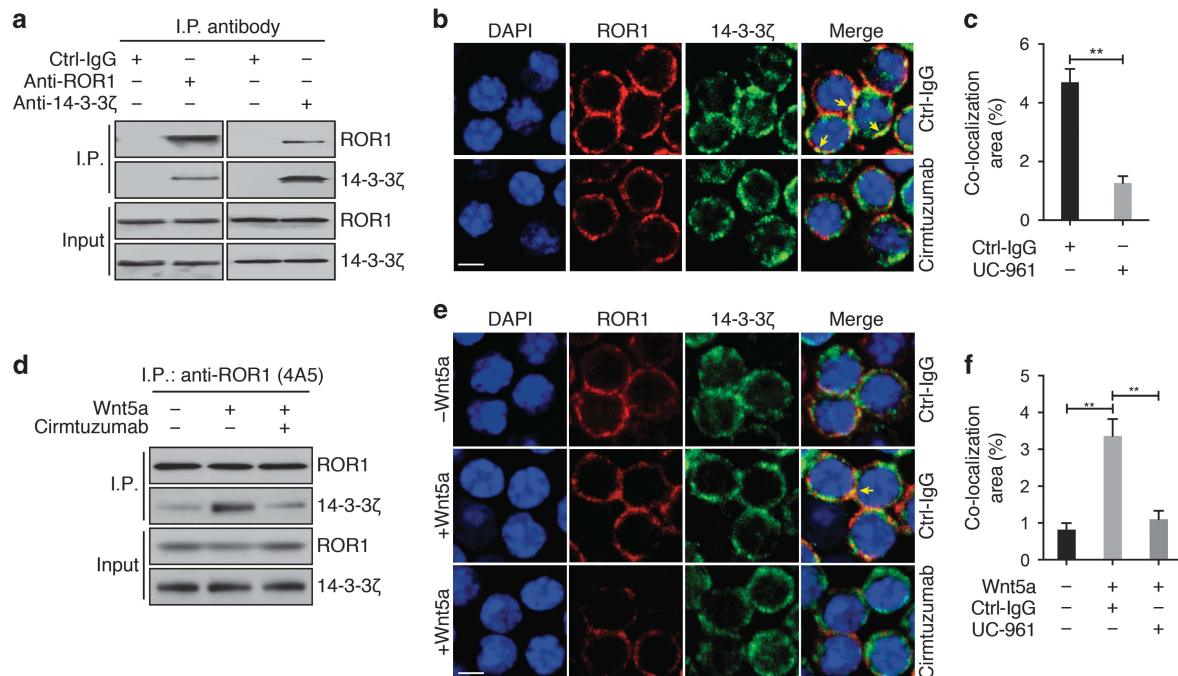 a
I.P. antibody
Ctrl-IgG + – + –
Anti-ROR1 – + – –
Anti-14-3-3ζ – – – +
I.P.
ROR1
14-3-3ζ
Input
ROR1
14-3-3ζ
b
DAPI ROR1 14-3-3ζ Merge
Ctrl-IgG
Cirmtuzumab
c
Co-localization
area (%)
6
4
2
0
**
Ctrl-IgG + –
UC-961 – +
d
I.P.: anti-ROR1 (4A5)
Wnt5a – + +
Cirmtuzumab – – +
I.P.
ROR1
14-3-3ζ
Input
ROR1
14-3-3ζ
e
DAPI ROR1 14-3-3ζ Merge
–Wnt5a
Ctrl-IgG
+Wnt5a
Ctrl-IgG
+Wnt5a
Cirmtuzumab
f
Co-localization
area (%)
5
4
3
2
1
0
** **
Wnt5a – + +
Ctrl-IgG – + –
UC-961 – – +